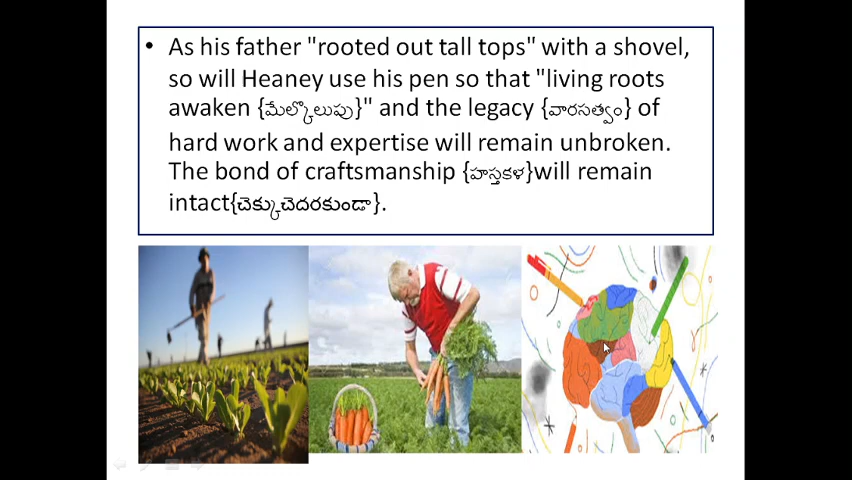 • As his father "rooted out tall tops" with a shovel,
so will Heaney use his pen so that "living roots
awaken {మేల్కొలుపు}" and the legacy {వారసత్వం} of
hard work and expertise will remain unbroken.
The bond of craftsmanship {హస్తకళ}will remain
intact{చెక్కుచెదరకుండా}.